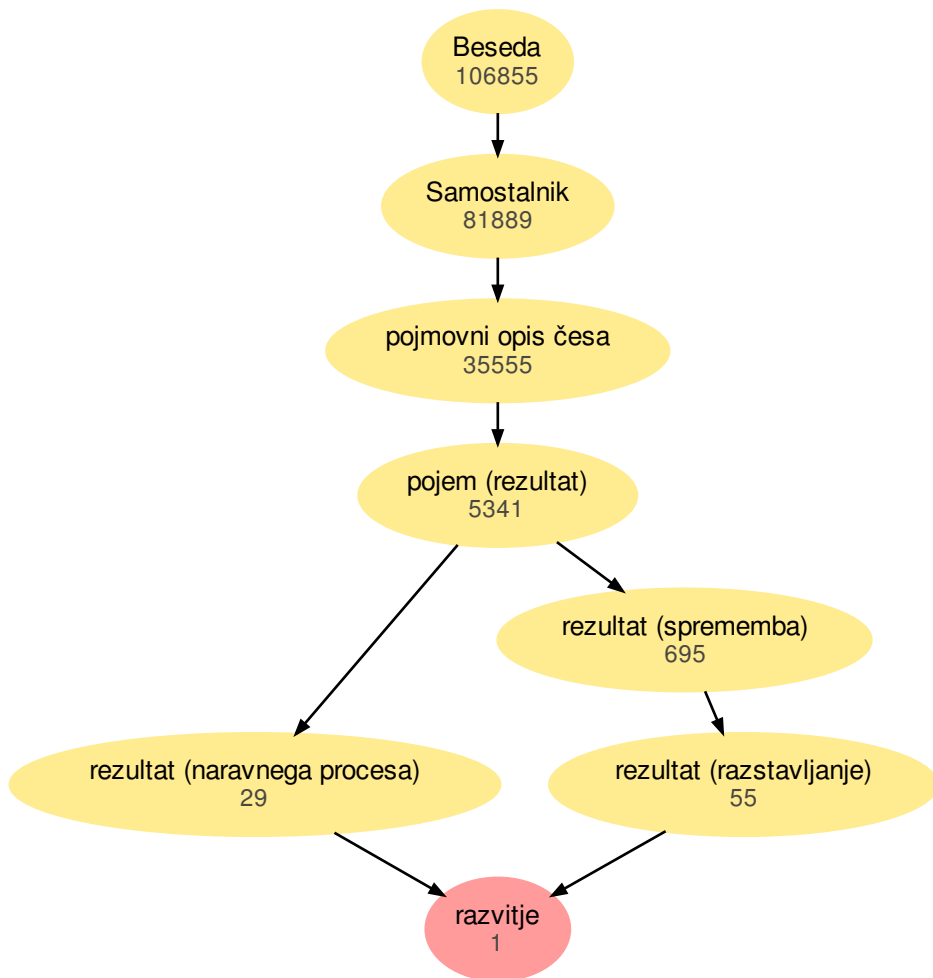 Beseda
106855
Samostalnik
81889
pojmovni opis česa
35555
pojem (rezultat)
5341
rezultat (sprememba)
695
rezultat (naravnega procesa)
29
rezultat (razstavljanje)
55
razvitje
1